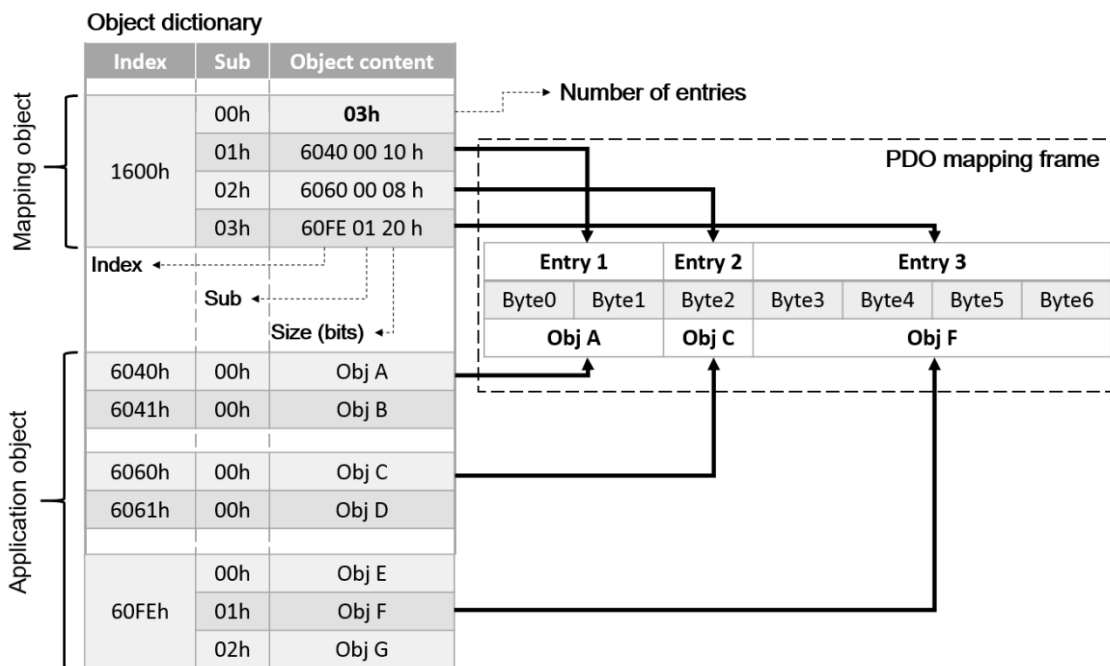 Object dictionary
Index Sub Object content
Mapping object
1600h
00h 03h
01h 6040 00 10 h
02h 6060 00 08 h
03h 60FE 01 20 h
Number of entries
PDO mapping frame
Index
Sub
Size (bits)
Entry 1 Entry 2 Entry 3
Byte0 Byte1 Byte2 Byte3 Byte4 Byte5 Byte6
Obj A Obj C Obj F
Application object
6040h 00h Obj A
6041h 00h Obj B
6060h 00h Obj C
6061h 00h Obj D
60FEh
00h Obj E
01h Obj F
02h Obj G